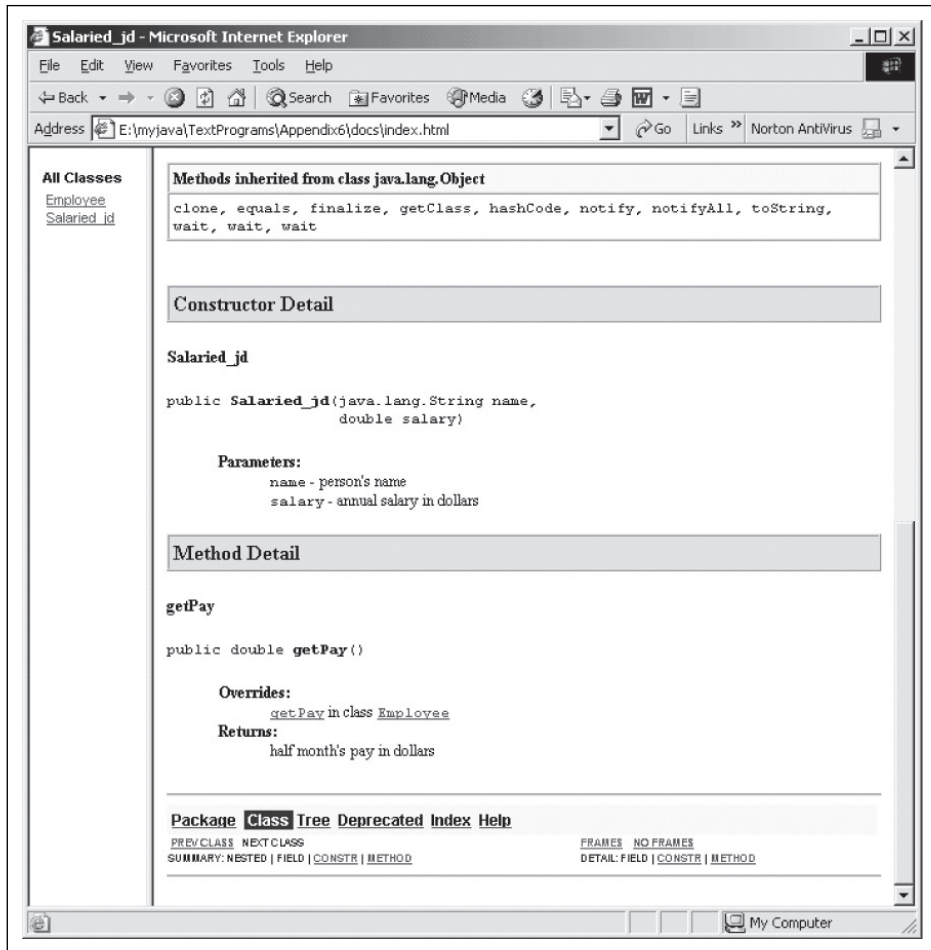 Salaried_jd - Microsoft Internet Explorer
File Edit View Favorites Tools Help
Back Search Favorites Media
Address E:\myjava\TextPrograms\Appendix6\docs\index.html Go Links » Norton AntiVirus
All Classes
Employee
Salaried_jd
Methods inherited from class java.lang.Object
clone, equals, finalize, getClass, hashCode, notify, notifyAll, toString,
wait, wait, wait
Constructor Detail
Salaried_jd
public Salaried_jd(java.lang.String name,
double salary)
Parameters:
name - person's name
salary - annual salary in dollars
Method Detail
getPay
public double getPay()
Overrides:
getPay in class Employee
Returns:
half month's pay in dollars
Package Class Tree Deprecated Index Help
PREV CLASS NEXT CLASS FRAMES NO FRAMES
SUMMARY: NESTED | FIELD | CONSTR | METHOD DETAIL: FIELD | CONSTR | METHOD
My Computer